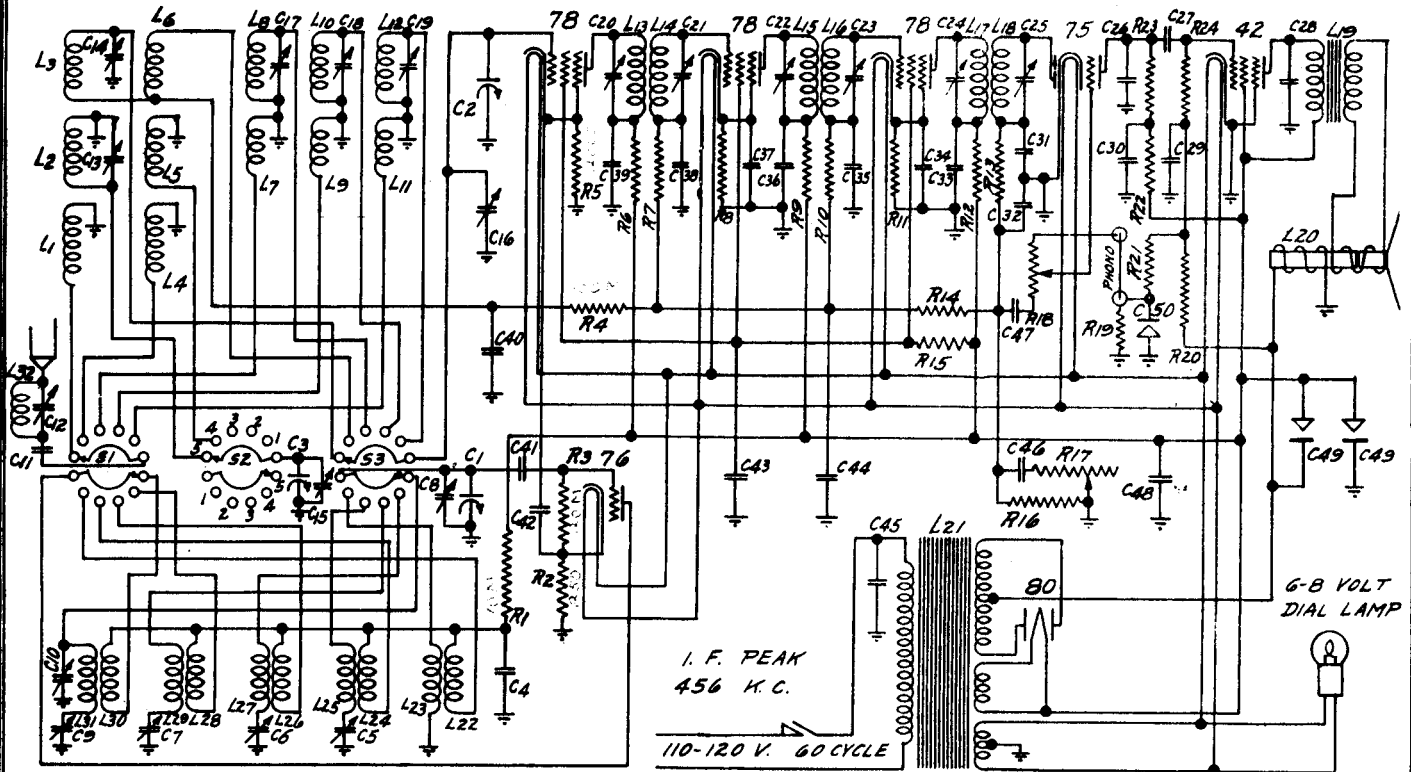 L6 L8 C17 L10 C18 L12 C19 78 C20 L13 L14 C21 78 C22 L15 L16 C23 78 C24 L17 L18 C25 75 C26 R23 C27 R24 42 C28 L19
L3 C14 C2
L2 C13 L5 L7 L9 L11 R5 C39 C38 R8 C37 C36 C35 C34 C33 R13 C31 C30 C29
R6 R7 R9 R10 R11 R12 C32 R22
L1 L4 C16 PHONO R21 L20
R4 R14 C47 R18 R19 C50 R20
C40 R15
L32 C12
C11 4 3 2 1
5 S1 S2 C3 S3 C1 C41 R3 76 C43 C44 C46 R17 C48 C49 C49
1 2 3 4 5 C15 C8 C42 R16
R2 C45 L21
R1 80 6-8 VOLT
DIAL LAMP
C10 C4 I. F. PEAK
456 K.C.
L31 L30 L29 L28 L27 L26 L25 L24 L23 L22
C9 C7 C6 C5
110-120 V. 60 CYCLE